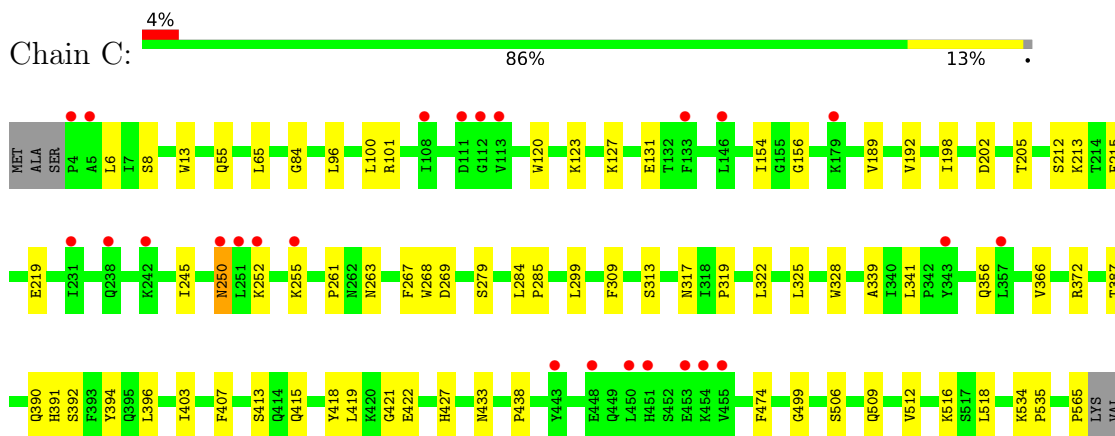 4%
Chain C:
86% 13% •
MET ALA SER P4 A5 L6 I7 S8 W13 Q55 L65 G84 L96 L100 R101 I108 D111 G112 V113 W120 K123 K127 E131 T132 F133 L146 I154 G155 G156 K179 V189 V192 I198 D202 T205 S212 K213 T214
E219 I231 Q238 K242 I245 N250 L251 K252 K255 P261 N262 N263 F267 W268 D269 S279 L284 P285 L299 F309 S313 N317 I318 P319 L322 L325 W328 A339 I340 L341 P342 Y343 Q356 L357 V366 R372
Q390 H391 S392 F393 Y394 Q395 L396 I403 F407 S413 Q414 Q415 Y418 L419 K420 G421 E422 H427 N433 P438 Y443 E448 Q449 L450 H451 S452 E453 K454 V455 F474 G499 S506 Q509 V512 K516 S517 L518 K534 P535 P565 LYS